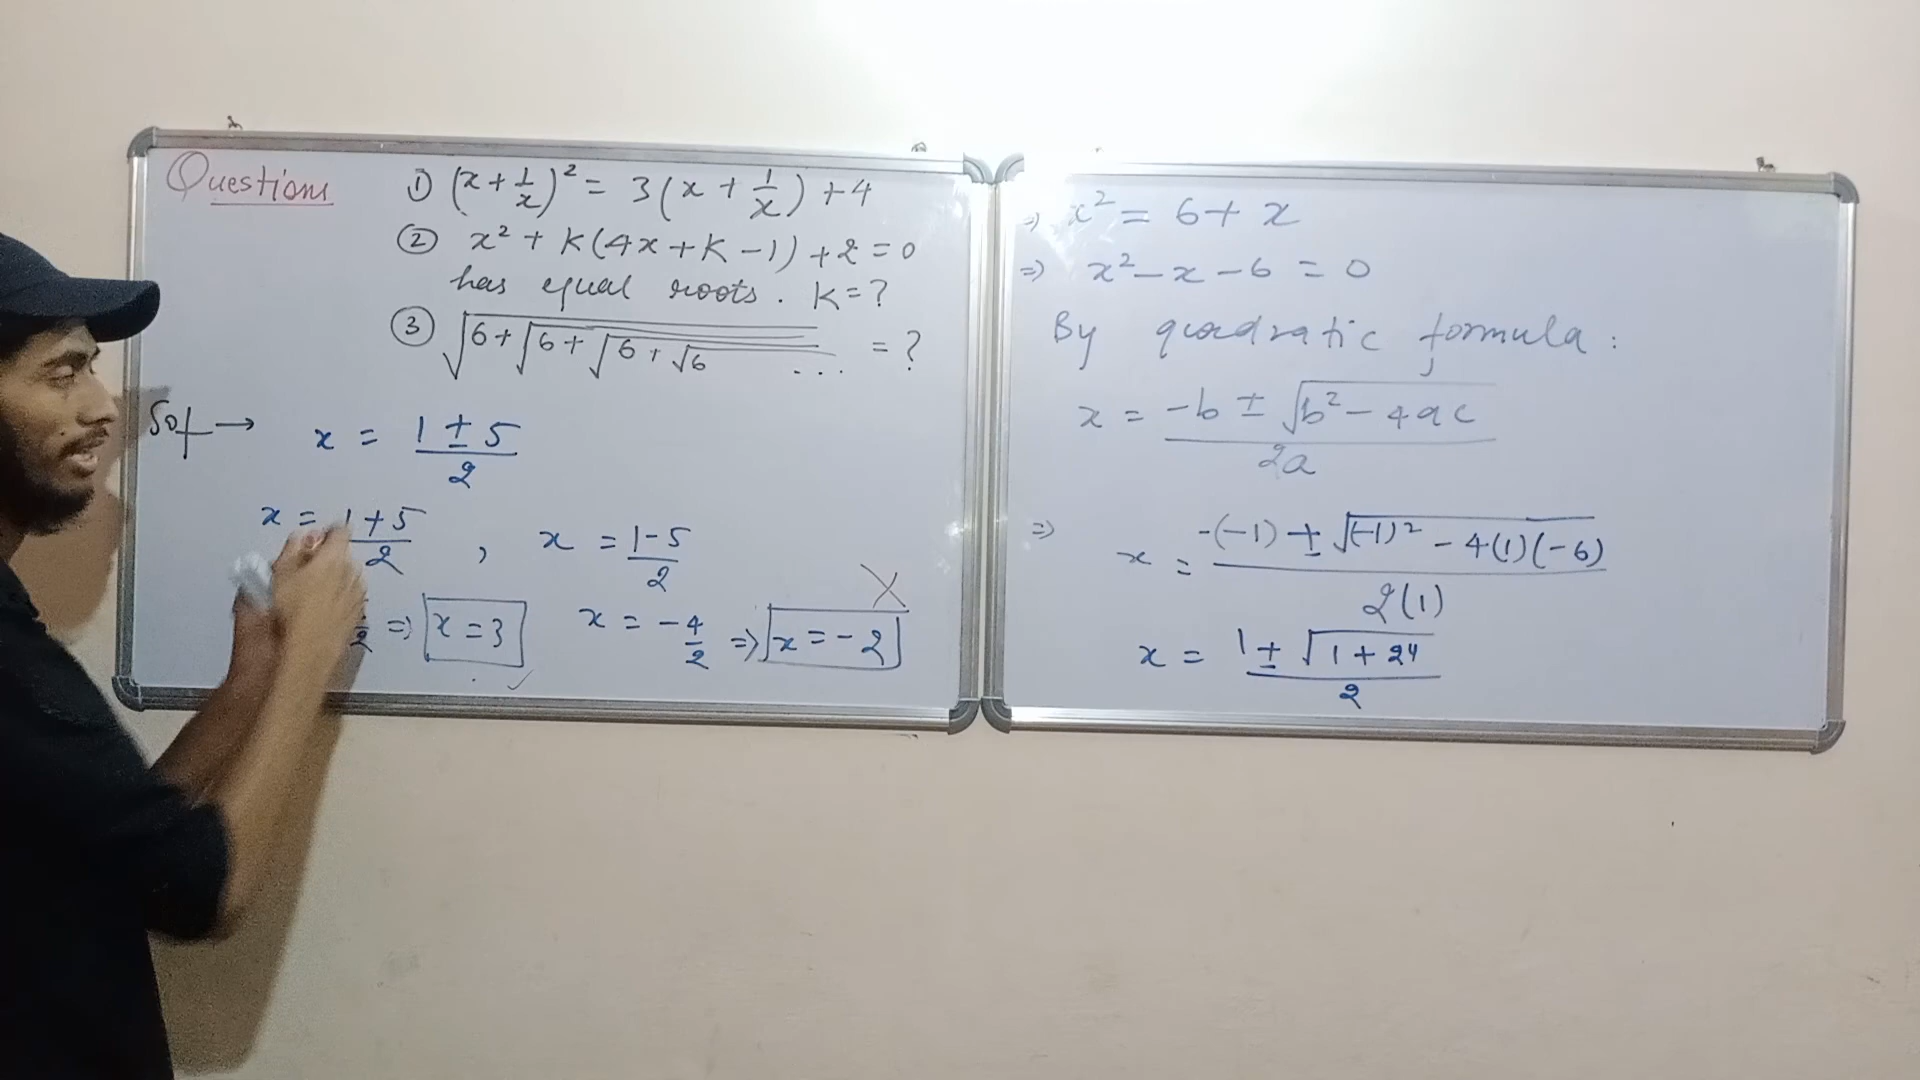 Questions
1) (x + 1/x)² = 3(x + 1/x) + 4
② x² + K(4x + K - 1) + 2 = 0
has equal roots. K = ?
③ √6+√6+√6+√6 ... = ?
Sol →
x = 1 ± 5 / 2
x = 1 + 5 / 2 , x = 1 - 5 / 2
/2 ⇒ x = 3 x = -4/2 ⇒ x = -2 X
⇒ x² = 6 + x
⇒ x² - x - 6 = 0
By quadratic formula :
x = -b ± √b² - 4ac / 2a
⇒ x = -(-1) ± √(-1)² - 4(1)(-6) / 2(1)
x = 1 ± √1 + 24 / 2